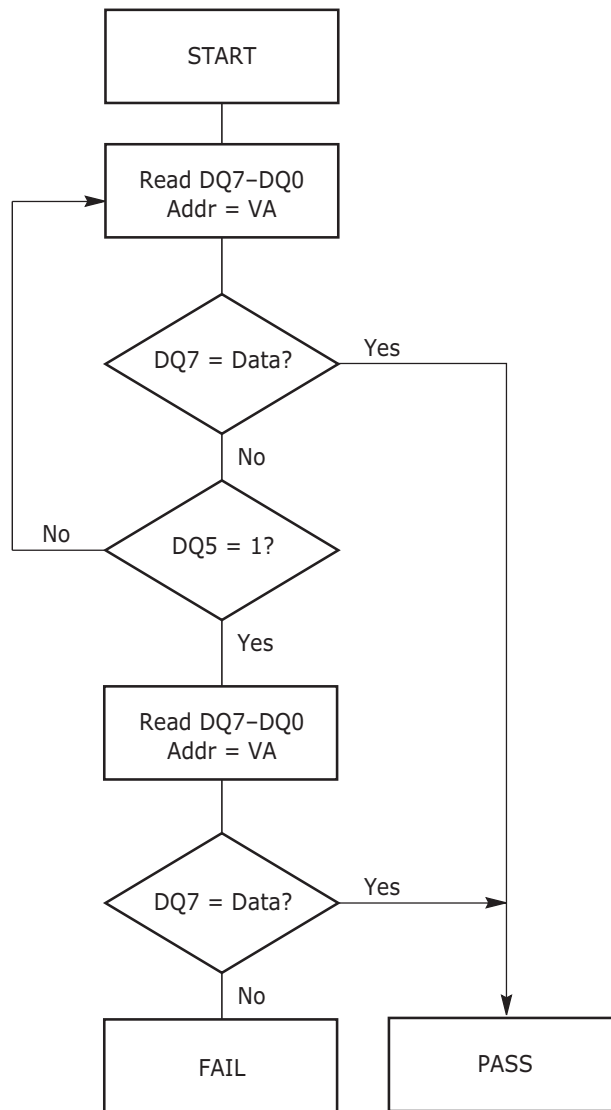 START
Read DQ7–DQ0
Addr = VA
DQ7 = Data?
Yes
No
No
DQ5 = 1?
Yes
Read DQ7–DQ0
Addr = VA
DQ7 = Data?
Yes
No
FAIL
PASS